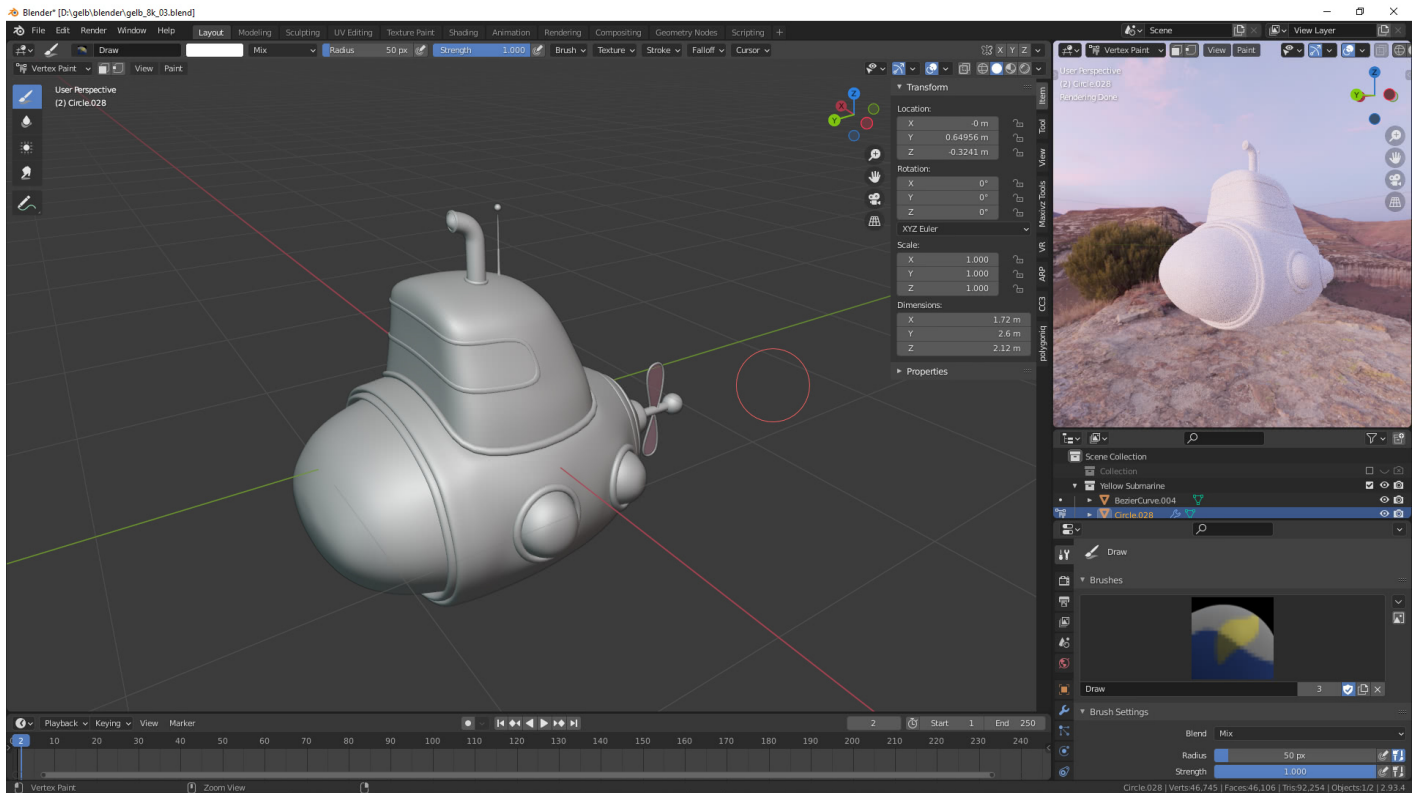 Blender* [D:\gelb\blender\gelb_8k_03.blend]
File Edit Render Window Help Layout Modeling Sculpting UV Editing Texture Paint Shading Animation Rendering Compositing Geometry Nodes Scripting + Scene View Layer
Draw Mix Radius 50 px Strength 1.000 Brush Texture Stroke Falloff Cursor X Y Z
Vertex Paint View Paint
User Perspective
(2) Circle.028
Z
X
Y
Transform
Location:
X -0 m
Y 0.64956 m
Z -0.3241 m
Rotation:
X 0°
Y 0°
Z 0°
XYZ Euler
Scale:
X 1.000
Y 1.000
Z 1.000
Dimensions:
X 1.72 m
Y 2.6 m
Z 2.12 m
Properties
Item
Tool
View
Maxivz Tools
VR
ARP
CC3
polygoniq
Vertex Paint View Paint
User Perspective
(2) Circle.028
Rendering Done
Z
Y
Scene Collection
Collection
Yellow Submarine
BezierCurve.004
Circle.028
Draw
Brushes
Draw 3
Brush Settings
Blend Mix
Radius 50 px
Strength 1.000
Playback Keying View Marker 2 Start 1 End 250
2 10 20 30 40 50 60 70 80 90 100 110 120 130 140 150 160 170 180 190 200 210 220 230 240
Vertex Paint Zoom View Circle.028 | Verts:46,745 | Faces:46,106 | Tris:92,254 | Objects:1/2 | 2.93.4